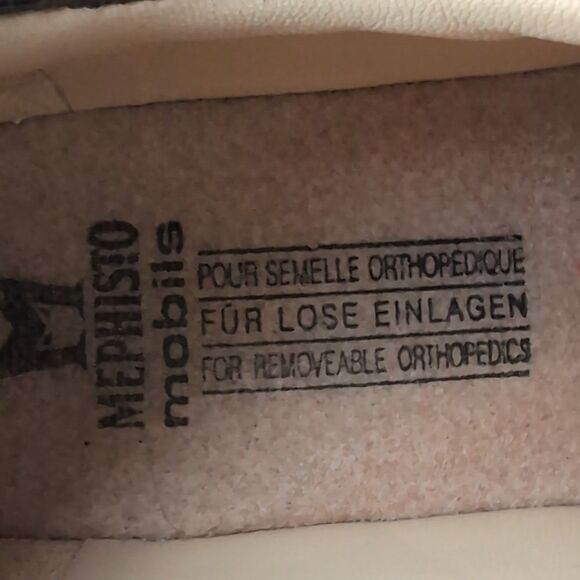 M
MEPHISTO
mobils
POUR SEMELLE ORTHOPEDIQUE
FÜR LOSE EINLAGEN
FOR REMOVEABLE ORTHOPEDICS